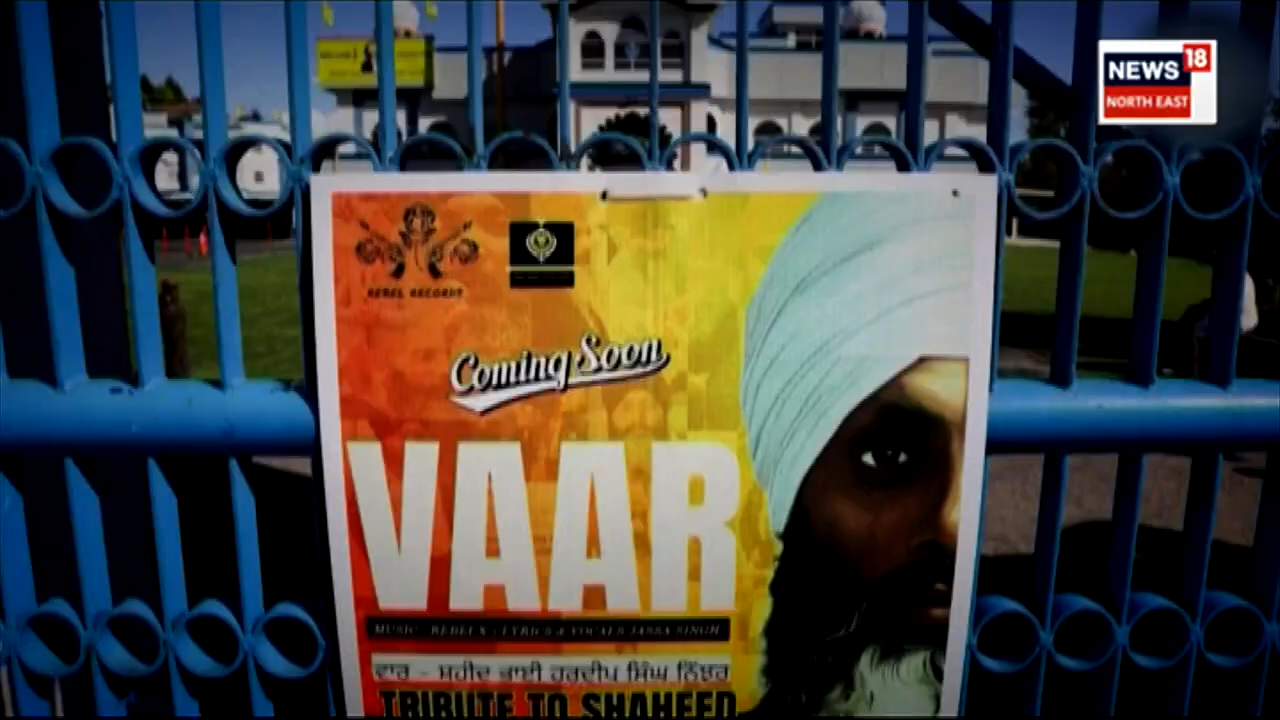 NEWS 18
NORTH EAST
REBEL RECORDS
Coming Soon
VAAR
MUSIC: REBEL X / LYRICS & VOCALS JASSA SINGH
ਵਾਰ - ਸ਼ਹੀਦ ਭਾਈ ਹਰਦੀਪ ਸਿੰਘ ਨਿੱਝਰ
TRIBUTE TO SHAHEED